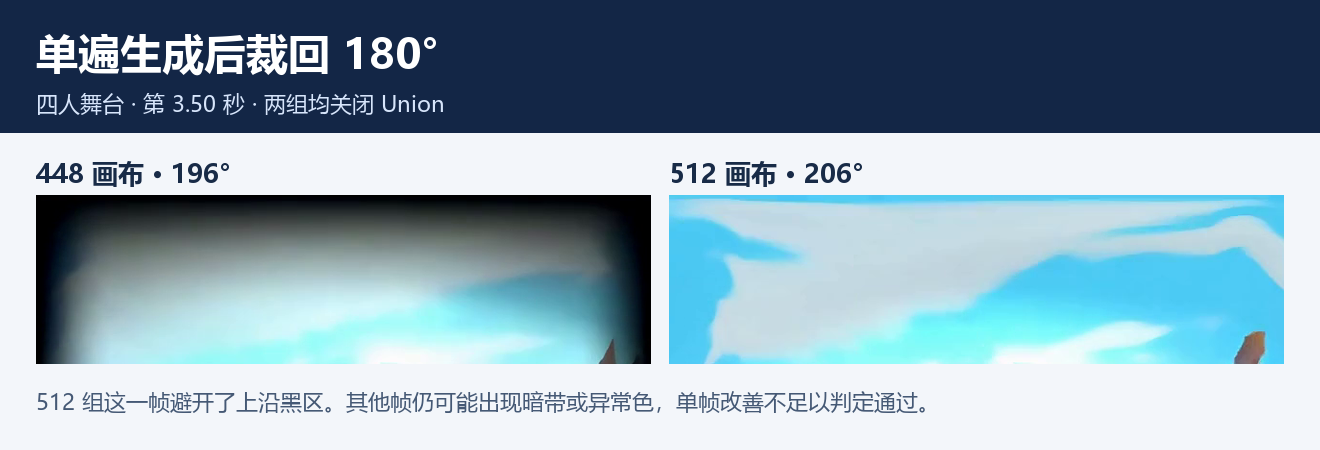 单遍生成后裁回 180°
四人舞台 · 第 3.50 秒 · 两组均关闭 Union
448 画布 • 196°
512 画布 • 206°
512 组这一帧避开了上沿黑区。其他帧仍可能出现暗带或异常色，单帧改善不足以判定通过。